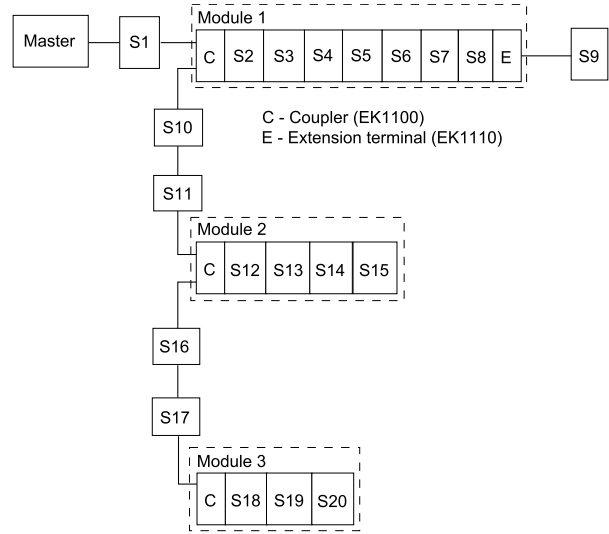 Module 1
Master S1 C S2 S3 S4 S5 S6 S7 S8 E S9
C - Coupler (EK1100)
E - Extension terminal (EK1110)
S10
S11
Module 2
C S12 S13 S14 S15
S16
S17
Module 3
C S18 S19 S20